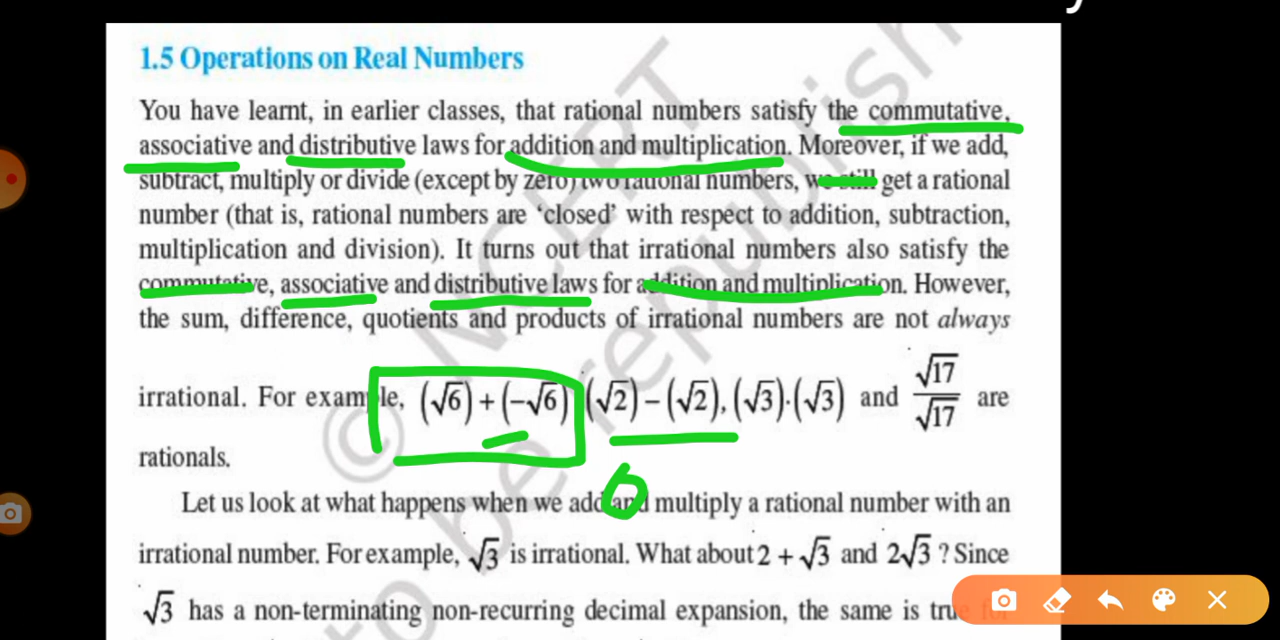 1.5 Operations on Real Numbers
You have learnt, in earlier classes, that rational numbers satisfy the commutative,
associative and distributive laws for addition and multiplication. Moreover, if we add,
subtract, multiply or divide (except by zero) two rational numbers, we still get a rational
number (that is, rational numbers are ‘closed’ with respect to addition, subtraction,
multiplication and division). It turns out that irrational numbers also satisfy the
commutative, associative and distributive laws for addition and multiplication. However,
the sum, difference, quotients and products of irrational numbers are not always
irrational. For example, (√6) + (−√6), (√2) − (√2), (√3)·(√3) and √17/√17 are
rationals.
0
Let us look at what happens when we add and multiply a rational number with an
irrational number. For example, √3 is irrational. What about 2 + √3 and 2√3 ? Since
√3 has a non-terminating non-recurring decimal expansion, the same is true
© NCERT
to be republish